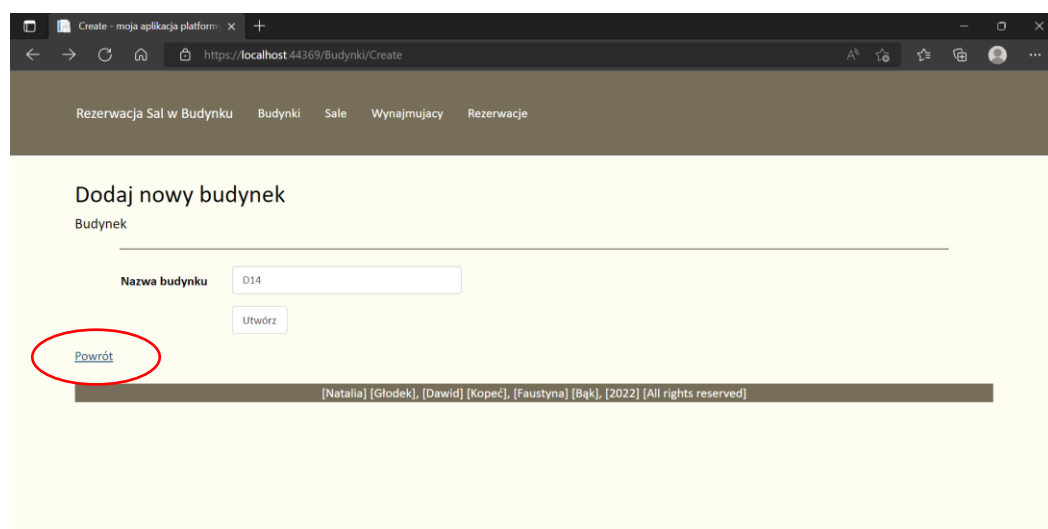 Create - moja aplikacja platform
https://localhost:44369/Budynki/Create
Rezerwacja Sal w Budynku Budynki Sale Wynajmujacy Rezerwacje
Dodaj nowy budynek
Budynek
Nazwa budynku D14
Utwórz
Powrót
[Natalia] [Głodek], [Dawid] [Kopeć], [Faustyna] [Bąk], [2022] [All rights reserved]